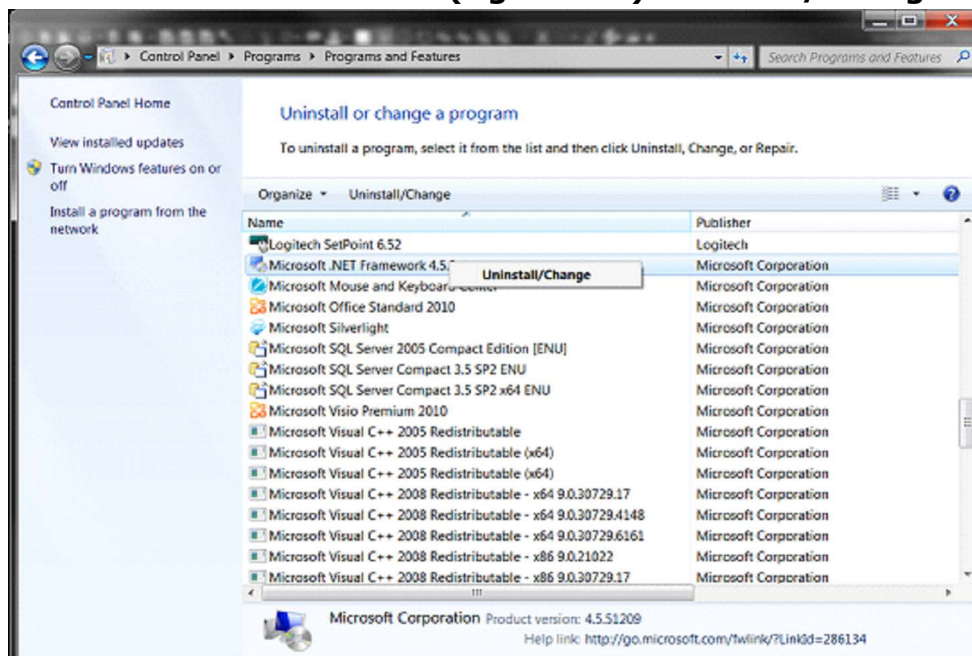 Control Panel ▸ Programs ▸ Programs and Features
Search Programs and Features
Control Panel Home
View installed updates
Turn Windows features on or
off
Install a program from the
network
Uninstall or change a program
To uninstall a program, select it from the list and then click Uninstall, Change, or Repair.
Organize Uninstall/Change
Name Publisher
Logitech SetPoint 6.52 Logitech
Microsoft .NET Framework 4.5. Microsoft Corporation
Uninstall/Change
Microsoft Mouse and Keyboard Center Microsoft Corporation
Microsoft Office Standard 2010 Microsoft Corporation
Microsoft Silverlight Microsoft Corporation
Microsoft SQL Server 2005 Compact Edition [ENU] Microsoft Corporation
Microsoft SQL Server Compact 3.5 SP2 ENU Microsoft Corporation
Microsoft SQL Server Compact 3.5 SP2 x64 ENU Microsoft Corporation
Microsoft Visio Premium 2010 Microsoft Corporation
Microsoft Visual C++ 2005 Redistributable Microsoft Corporation
Microsoft Visual C++ 2005 Redistributable (x64) Microsoft Corporation
Microsoft Visual C++ 2005 Redistributable (x64) Microsoft Corporation
Microsoft Visual C++ 2008 Redistributable - x64 9.0.30729.17 Microsoft Corporation
Microsoft Visual C++ 2008 Redistributable - x64 9.0.30729.4148 Microsoft Corporation
Microsoft Visual C++ 2008 Redistributable - x64 9.0.30729.6161 Microsoft Corporation
Microsoft Visual C++ 2008 Redistributable - x86 9.0.21022 Microsoft Corporation
Microsoft Visual C++ 2008 Redistributable - x86 9.0.30729.17 Microsoft Corporation
Microsoft Corporation Product version: 4.5.51209
Help link: http://go.microsoft.com/fwlink/?LinkId=286134